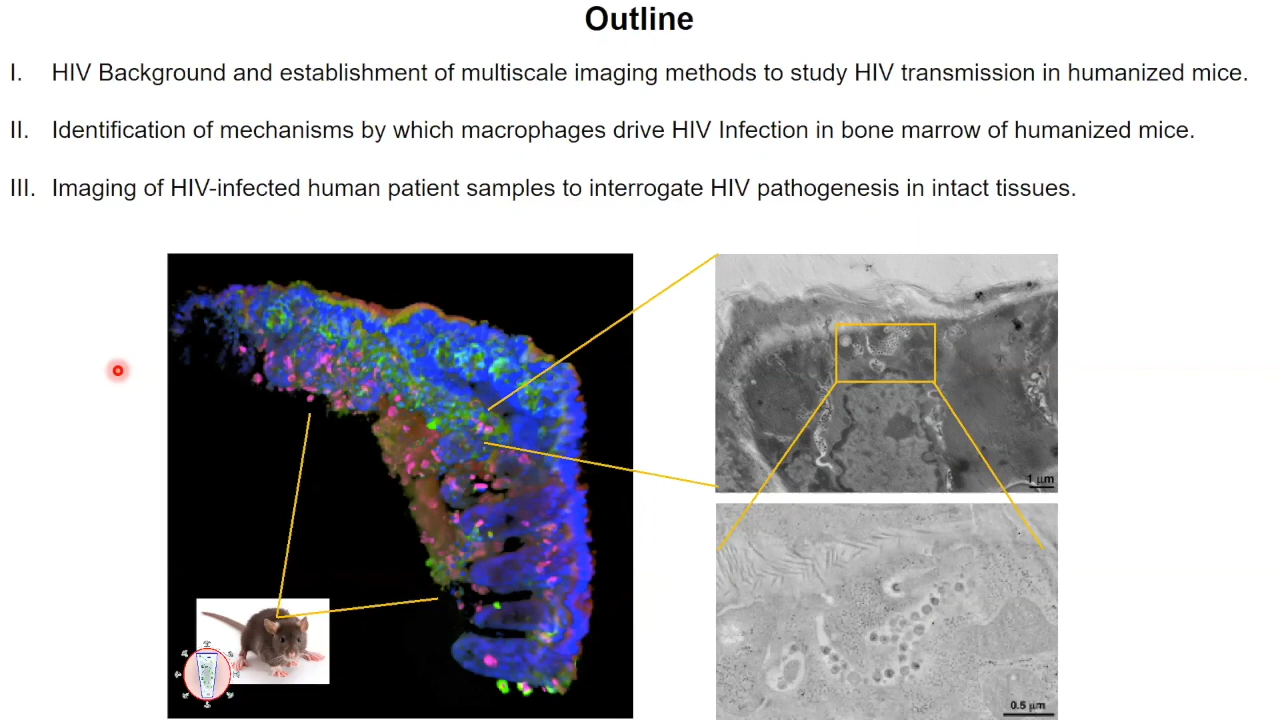 Outline
I. HIV Background and establishment of multiscale imaging methods to study HIV transmission in humanized mice.
II. Identification of mechanisms by which macrophages drive HIV Infection in bone marrow of humanized mice.
III. Imaging of HIV-infected human patient samples to interrogate HIV pathogenesis in intact tissues.
1 µm
0.5 µm